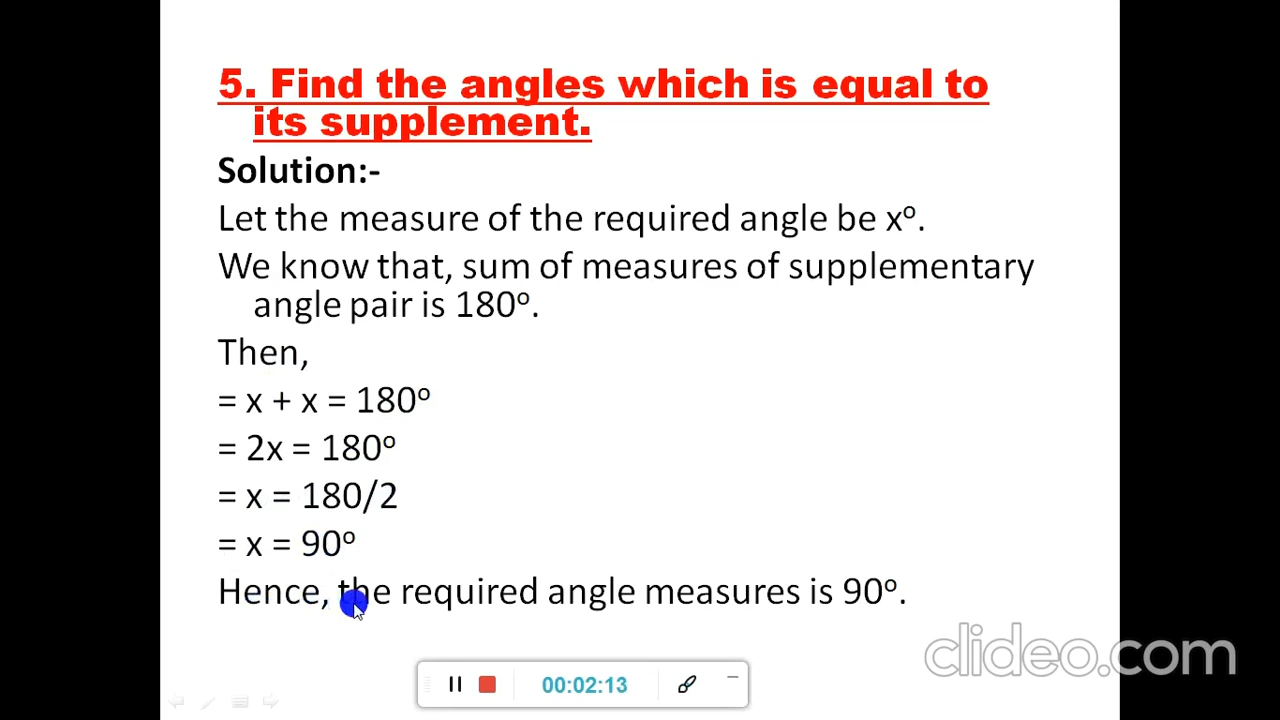 5. Find the angles which is equal to
its supplement.
Solution:-
Let the measure of the required angle be xº.
We know that, sum of measures of supplementary
angle pair is 180º.
Then,
= x + x = 180º
= 2x = 180º
= x = 180/2
= x = 90º
Hence, the required angle measures is 90º.
clideo.com
00:02:13